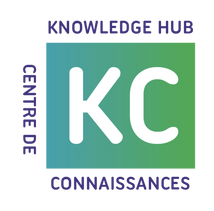 KNOWLEDGE HUB
KC
CENTRE DE
CONNAISSANCES